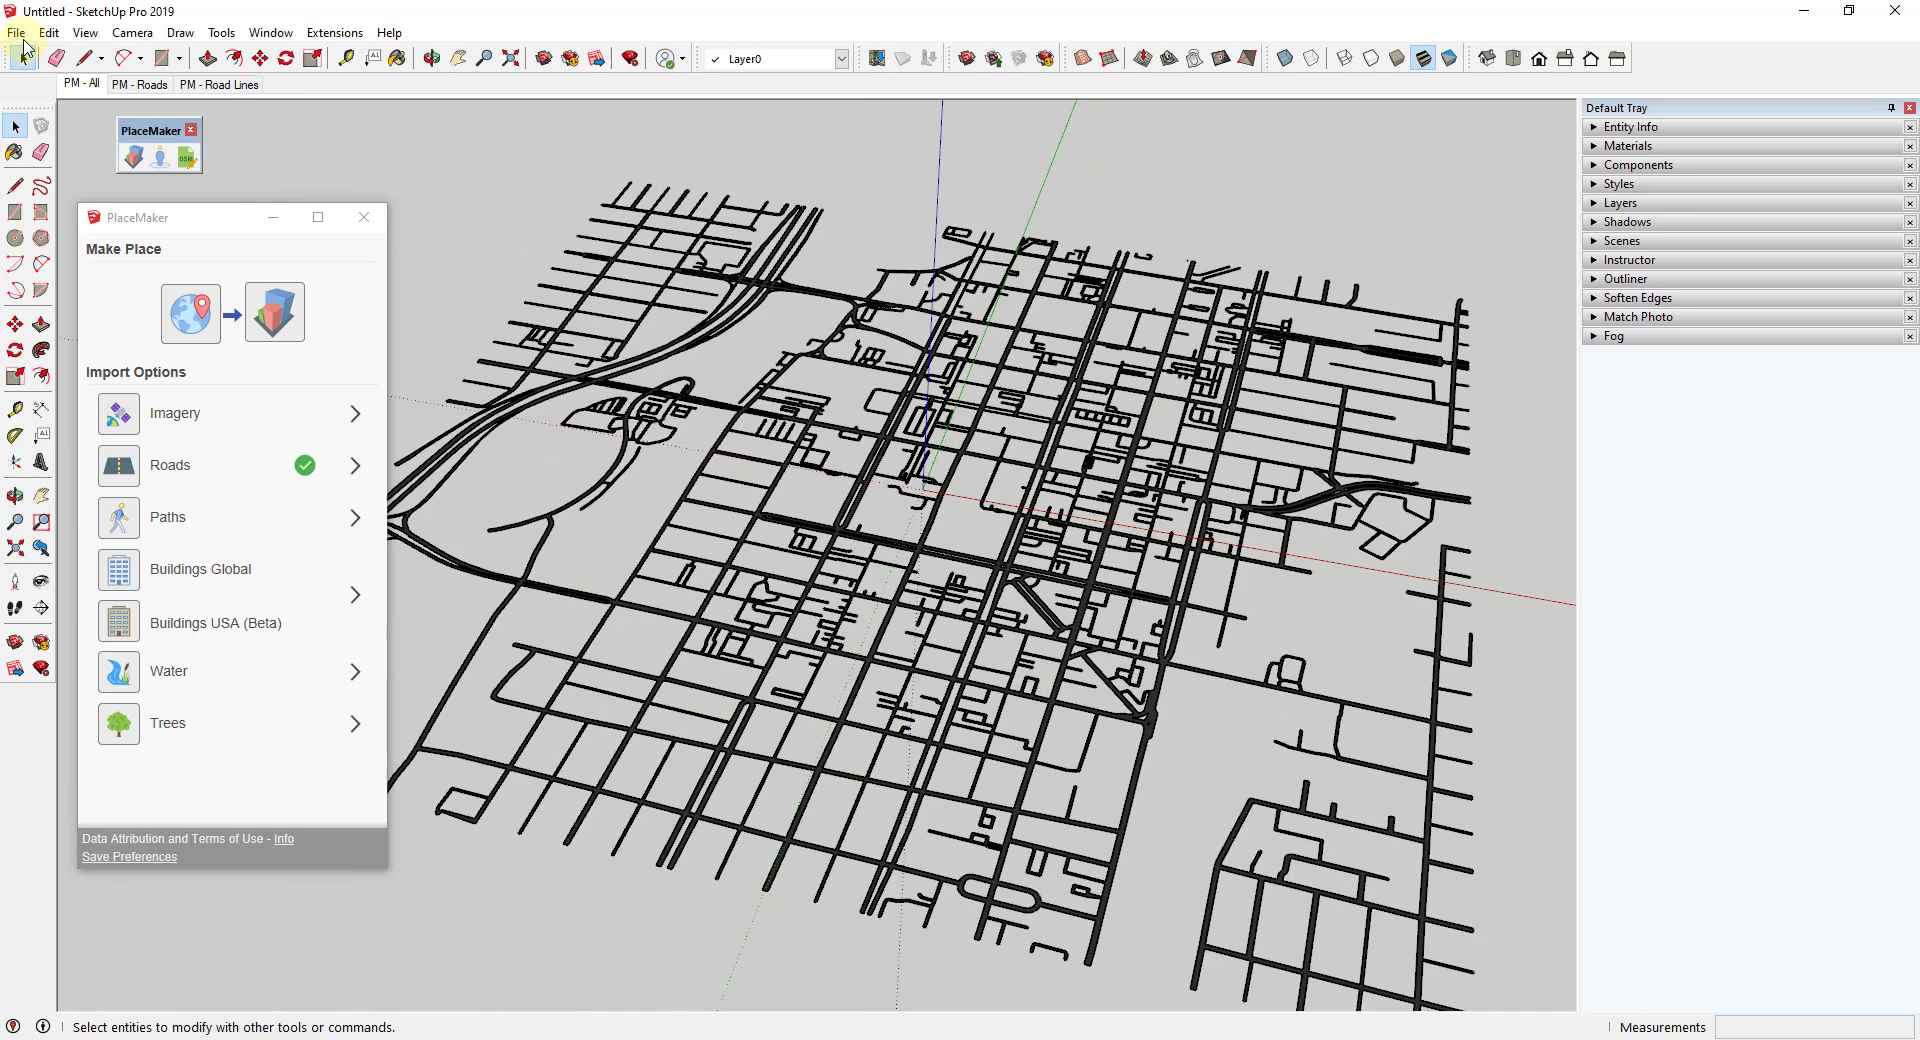 Untitled - SketchUp Pro 2019
File Edit View Camera Draw Tools Window Extensions Help
Layer0
PM - All PM - Roads PM - Road Lines
Default Tray
Entity Info
Materials
Components
Styles
Layers
Shadows
Scenes
Instructor
Outliner
Soften Edges
Match Photo
Fog
PlaceMaker
OSM
PlaceMaker
Make Place
Import Options
Imagery
Roads
Paths
Buildings Global
Buildings USA (Beta)
Water
Trees
Data Attribution and Terms of Use - Info
Save Preferences
Select entities to modify with other tools or commands.
Measurements